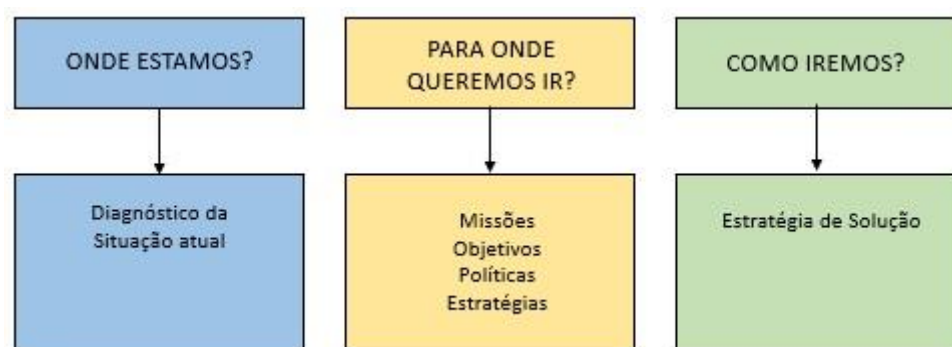 ONDE ESTAMOS?
Diagnóstico da
Situação atual
PARA ONDE
QUEREMOS IR?
Missões
Objetivos
Políticas
Estratégias
COMO IREMOS?
Estratégia de Solução